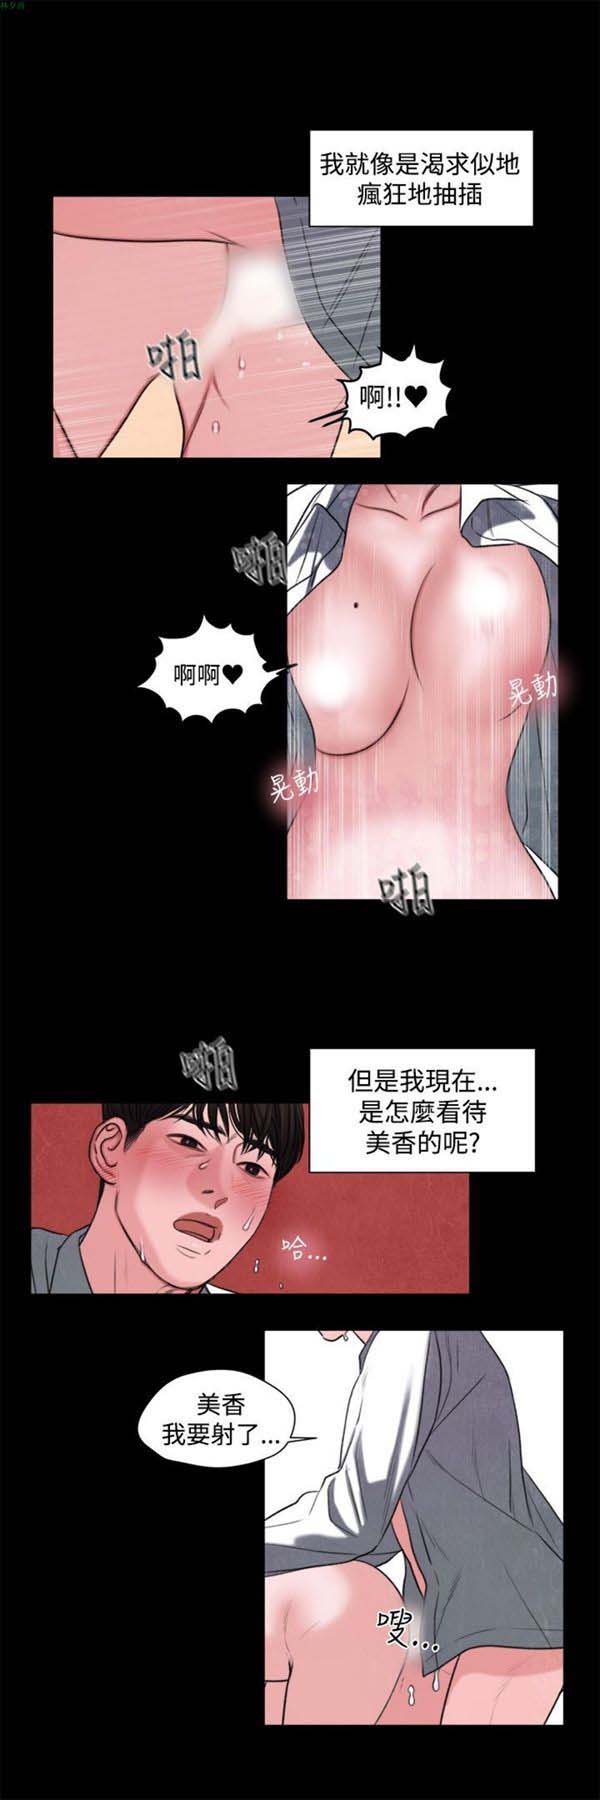 我就像是渴求似地
瘋狂地抽插
啪
啊!!♥
啪
啊啊♥
晃動
晃動
啪
啪
但是我現在...
是怎麼看待
美香的呢?
哈...
美香
我要射了...
嗖...